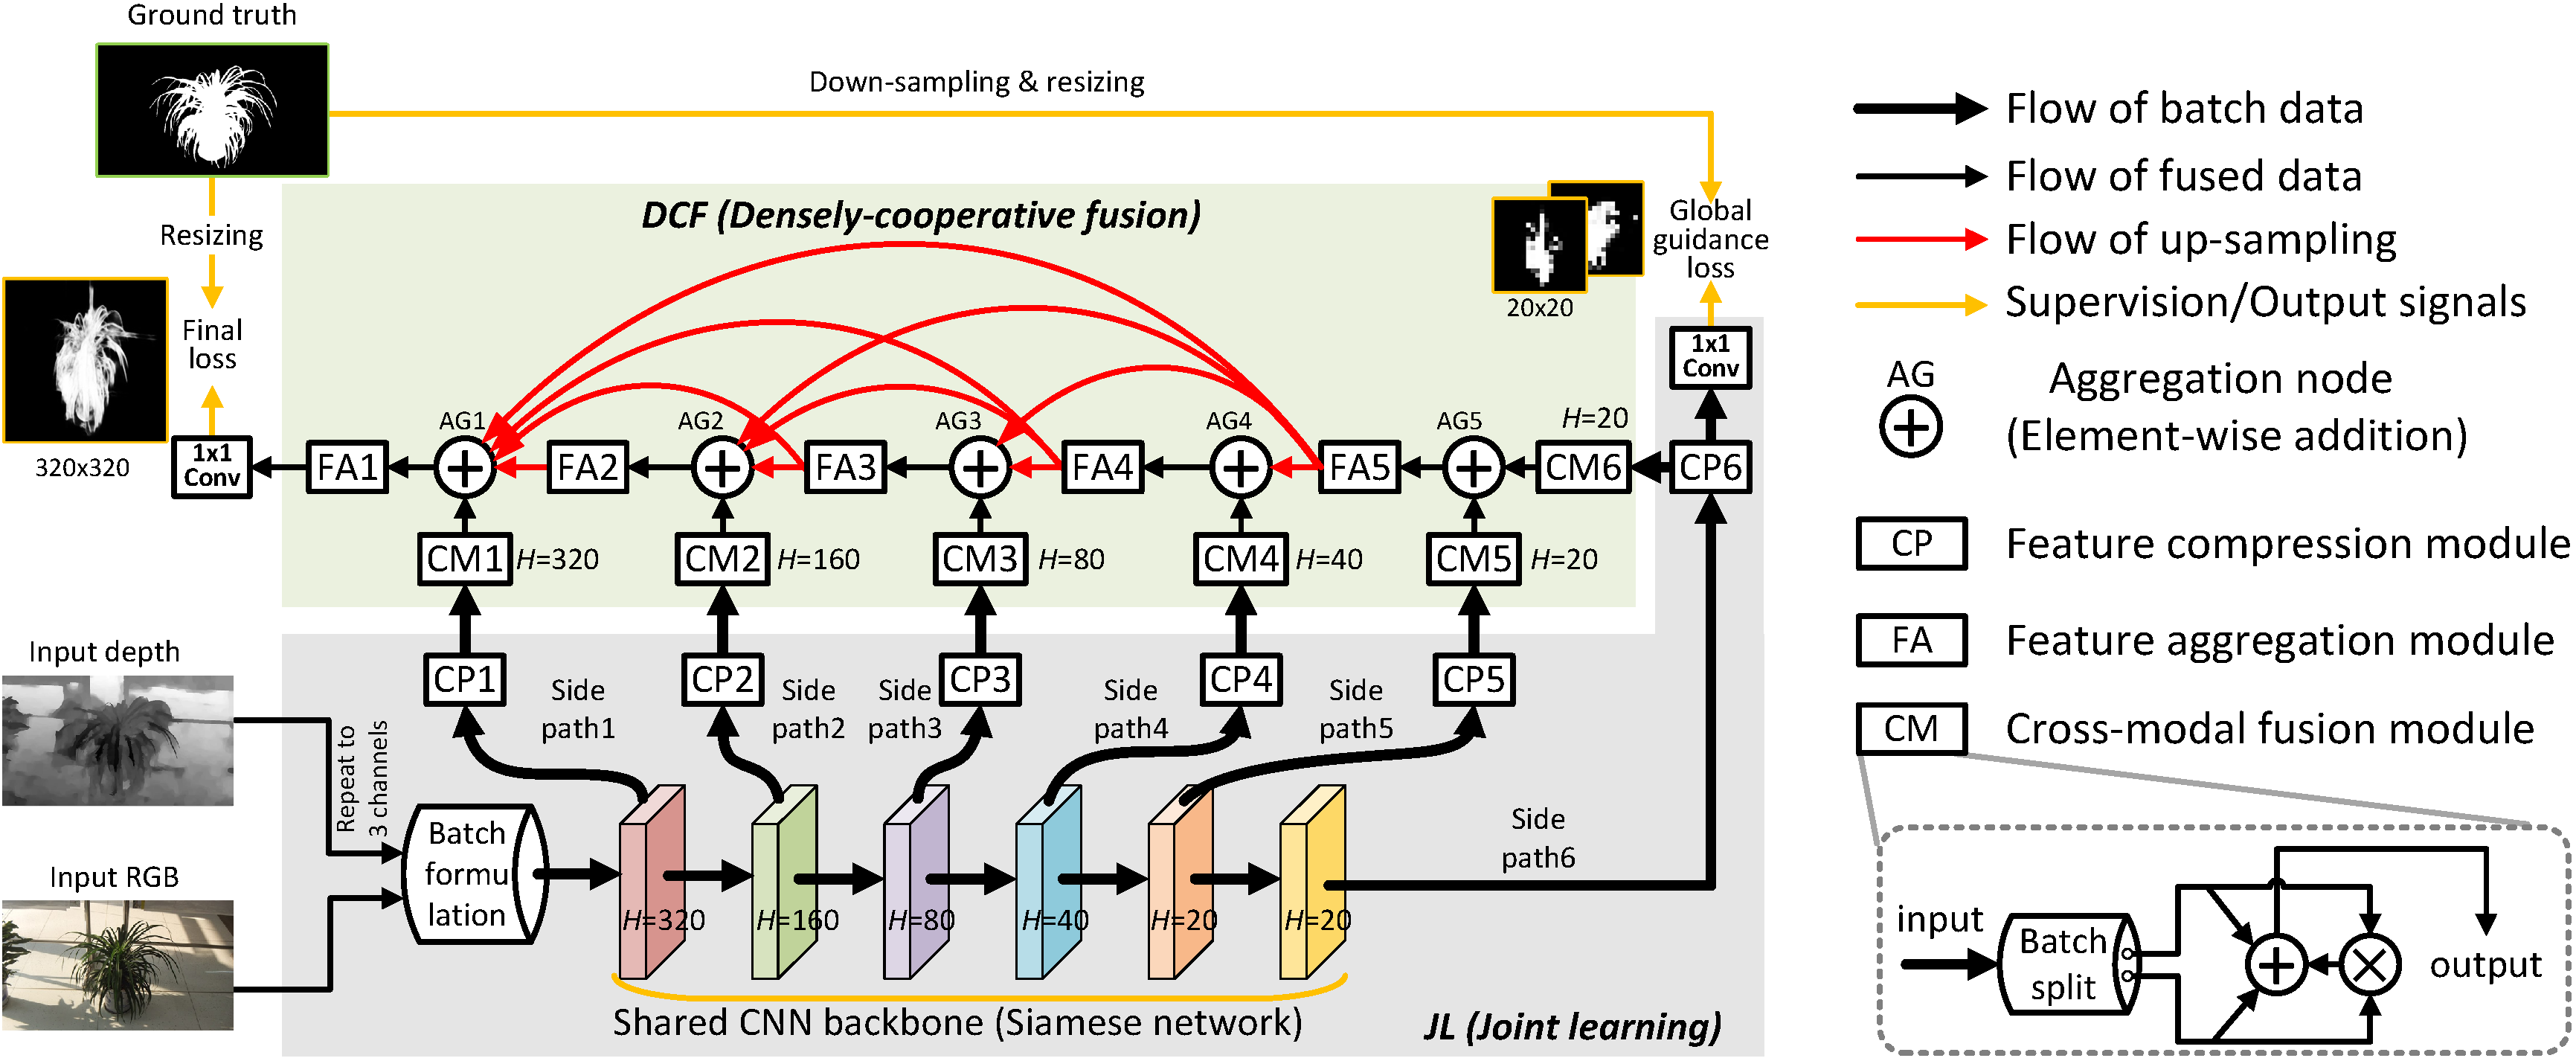 Ground truth
Down-sampling & resizing
Resizing
Final
loss
320x320
1x1
Conv
DCF (Densely-cooperative fusion)
20x20
Global
guidance
loss
1x1
Conv
AG1
AG2
AG3
AG4
AG5
H=20
FA1
FA2
FA3
FA4
FA5
CM6
CP6
CM1
H=320
CM2
H=160
CM3
H=80
CM4
H=40
CM5
H=20
CP1
CP2
CP3
CP4
CP5
Side
path1
Side
path2
Side
path3
Side
path4
Side
path5
Side
path6
Input depth
Repeat to
3 channels
Input RGB
Batch
formu
lation
H=320
H=160
H=80
H=40
H=20
H=20
Shared CNN backbone (Siamese network)
JL (Joint learning)
Flow of batch data
Flow of fused data
Flow of up-sampling
Supervision/Output signals
AG
Aggregation node
(Element-wise addition)
CP
Feature compression module
FA
Feature aggregation module
CM
Cross-modal fusion module
input
Batch
split
output